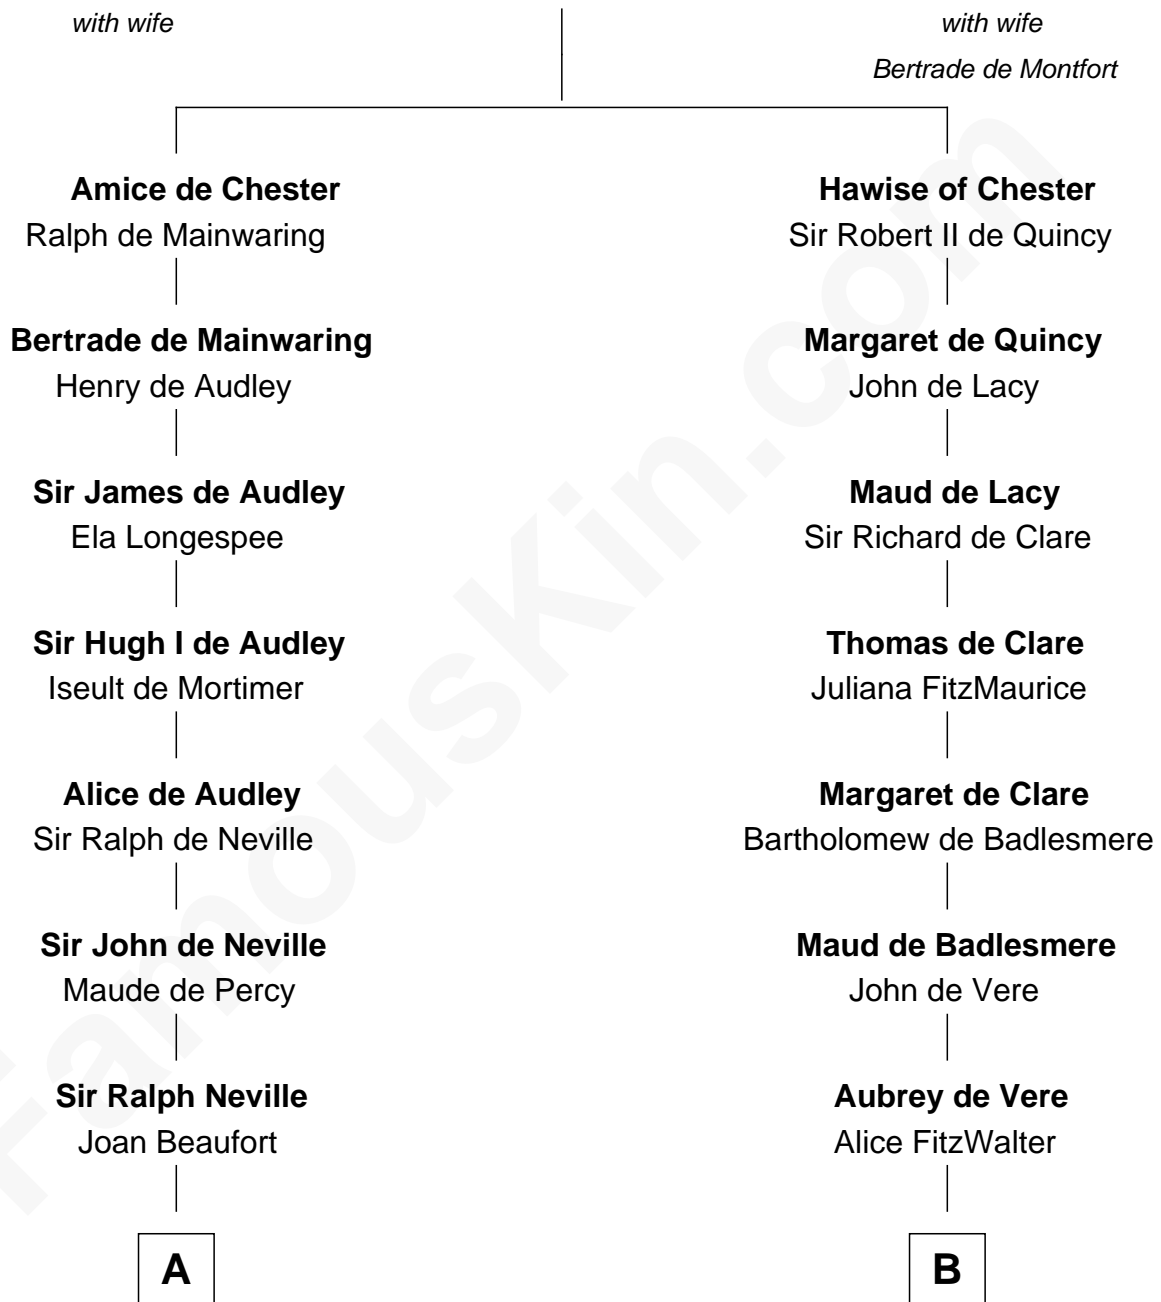 with wife
with wife
Bertrade de Montfort
Amice de Chester
Hawise of Chester
Ralph de Mainwaring
Sir Robert II de Quincy
Bertrade de Mainwaring
Margaret de Quincy
Henry de Audley
John de Lacy
Sir James de Audley
Maud de Lacy
Ela Longespee
Sir Richard de Clare
Sir Hugh I de Audley
Thomas de Clare
Iseult de Mortimer
Juliana FitzMaurice
Alice de Audley
Margaret de Clare
Sir Ralph de Neville
Bartholomew de Badlesmere
Sir John de Neville
Maud de Badlesmere
Maude de Percy
John de Vere
Sir Ralph Neville
Aubrey de Vere
Joan Beaufort
Alice FitzWalter
A
B
FamousKin.com